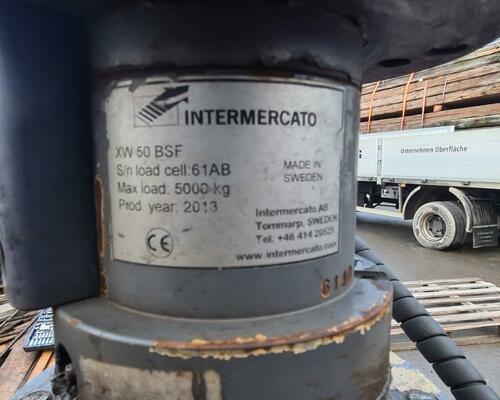 INTERMERCATO
XW 50 BSF
S/n load cell:61AB
Max load: 5000 kg
Prod. year: 2013
MADE IN
SWEDEN
Intermercato AB
Tommarp, SWEDEN
Tel. +46 414 20525
www.intermercato.com
CE
61A
Unternehmen Oberfläche